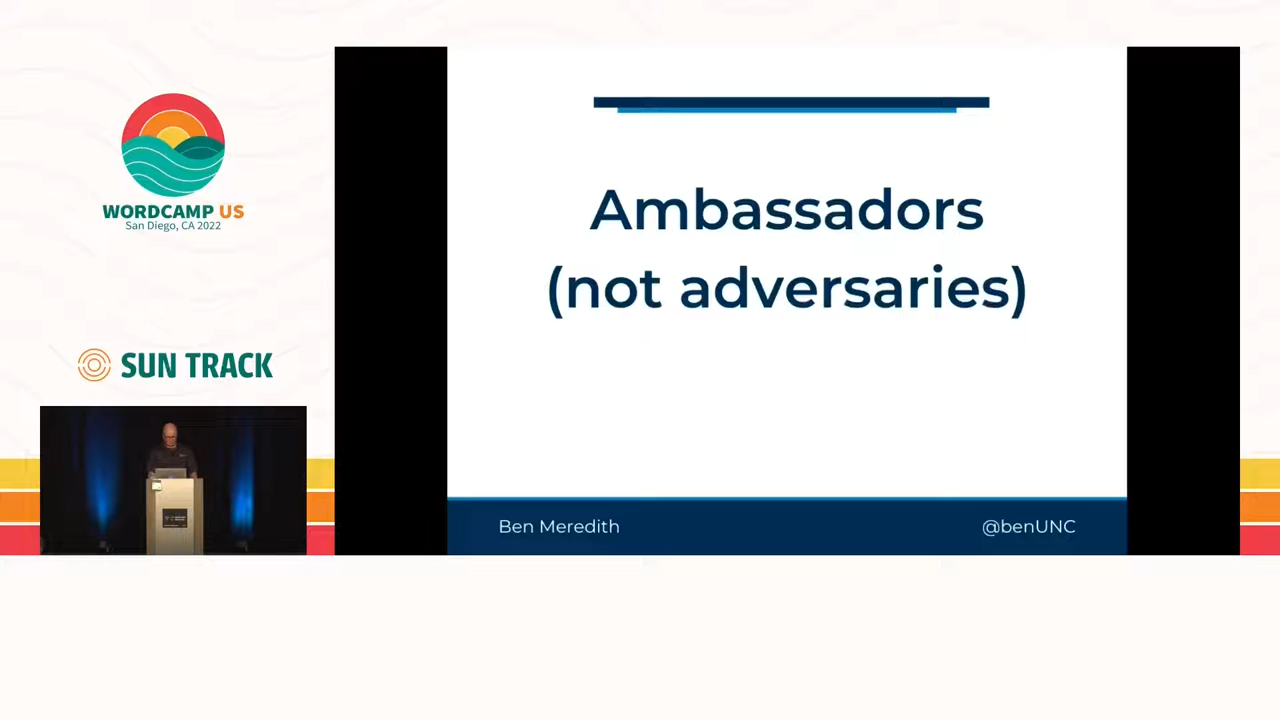 WORDCAMP US
San Diego, CA 2022
SUN TRACK
Ambassadors
(not adversaries)
Ben Meredith
@benUNC